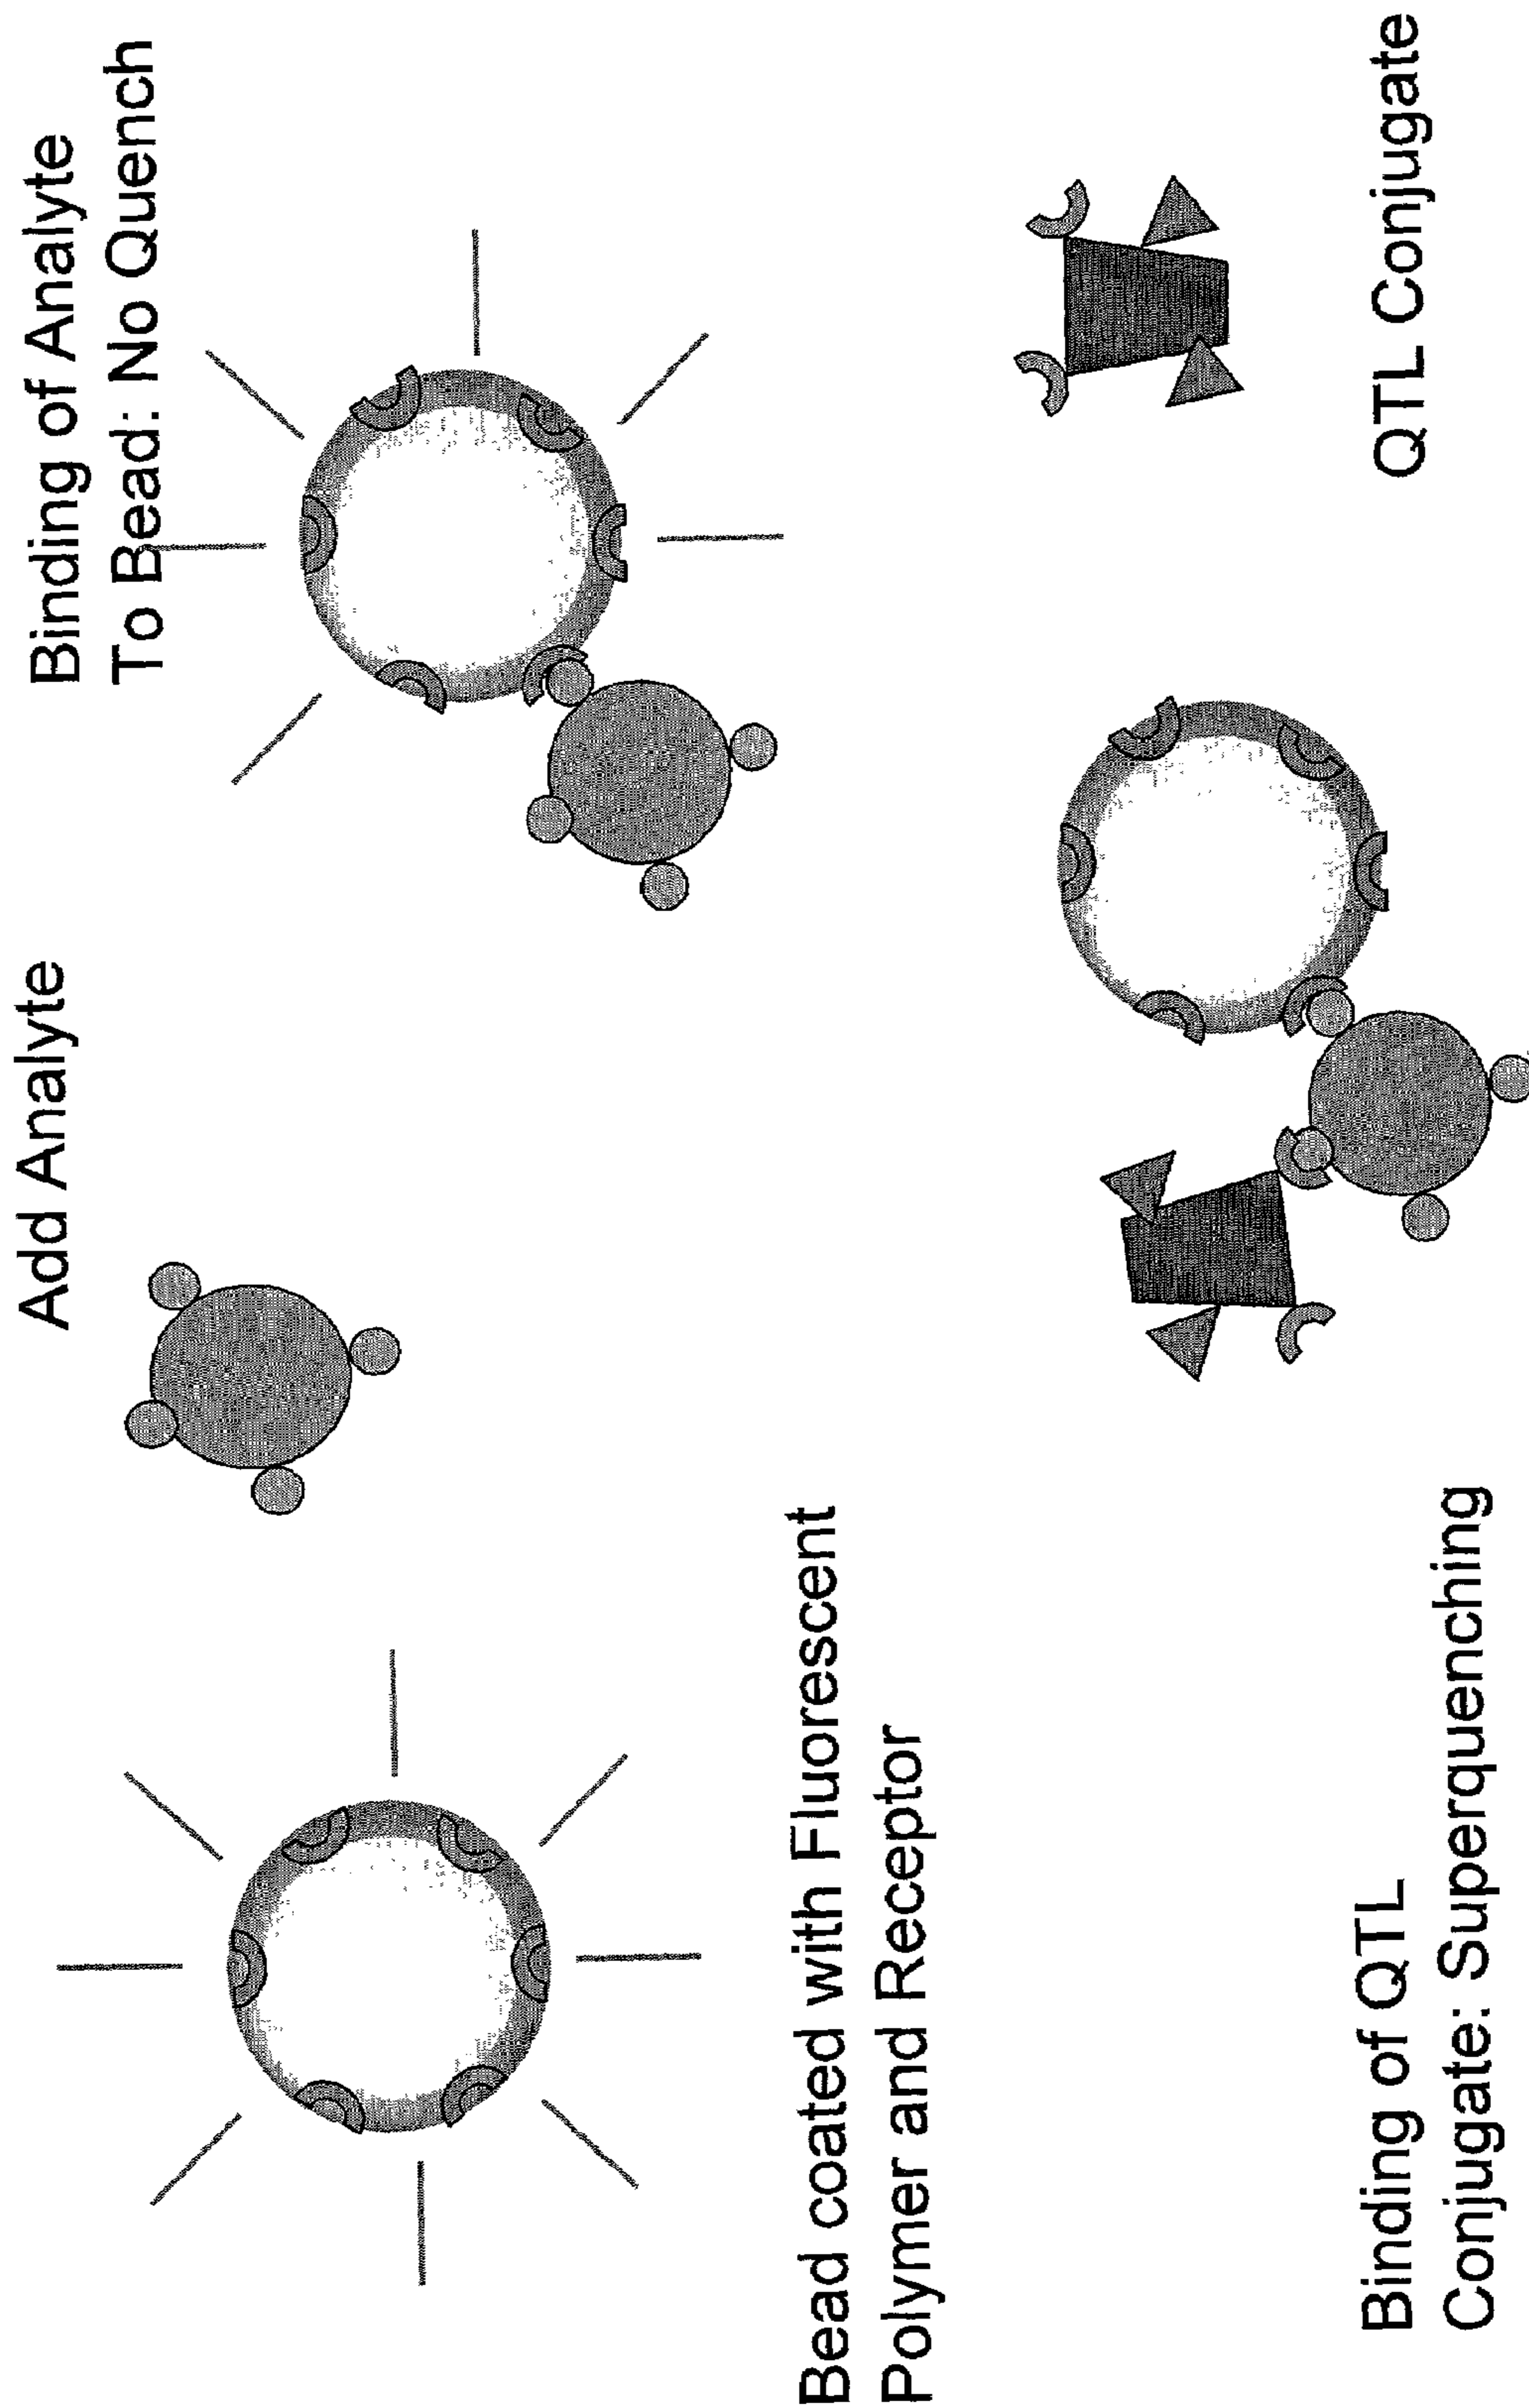 Add Analyte
Binding of Analyte
To Bead: No Quench
Bead coated with Fluorescent
Polymer and Receptor
Binding of QTL
Conjugate: Superquenching
QTL Conjugate